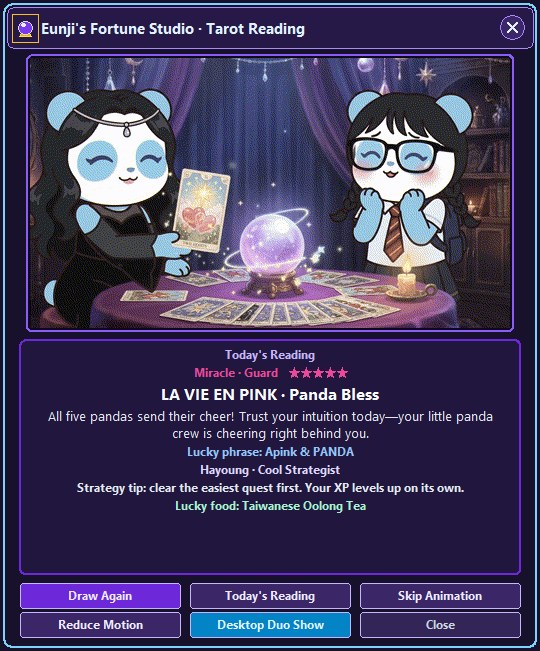 Eunji's Fortune Studio · Tarot Reading
Today's Reading
Miracle · Guard ★★★★★
LA VIE EN PINK · Panda Bless
All five pandas send their cheer! Trust your intuition today—your little panda
crew is cheering right behind you.
Lucky phrase: Apink & PANDA
Hayoung · Cool Strategist
Strategy tip: clear the easiest quest first. Your XP levels up on its own.
Lucky food: Taiwanese Oolong Tea
Draw Again
Today's Reading
Skip Animation
Reduce Motion
Desktop Duo Show
Close